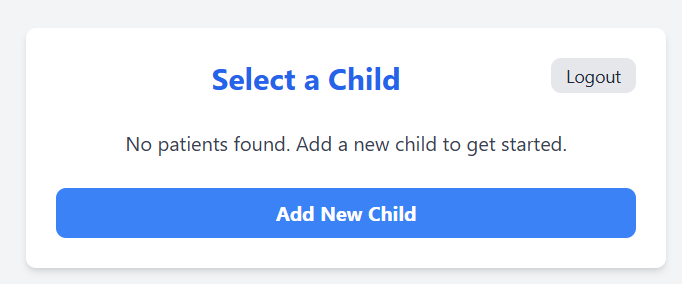 Select a Child
Logout
No patients found. Add a new child to get started.
Add New Child